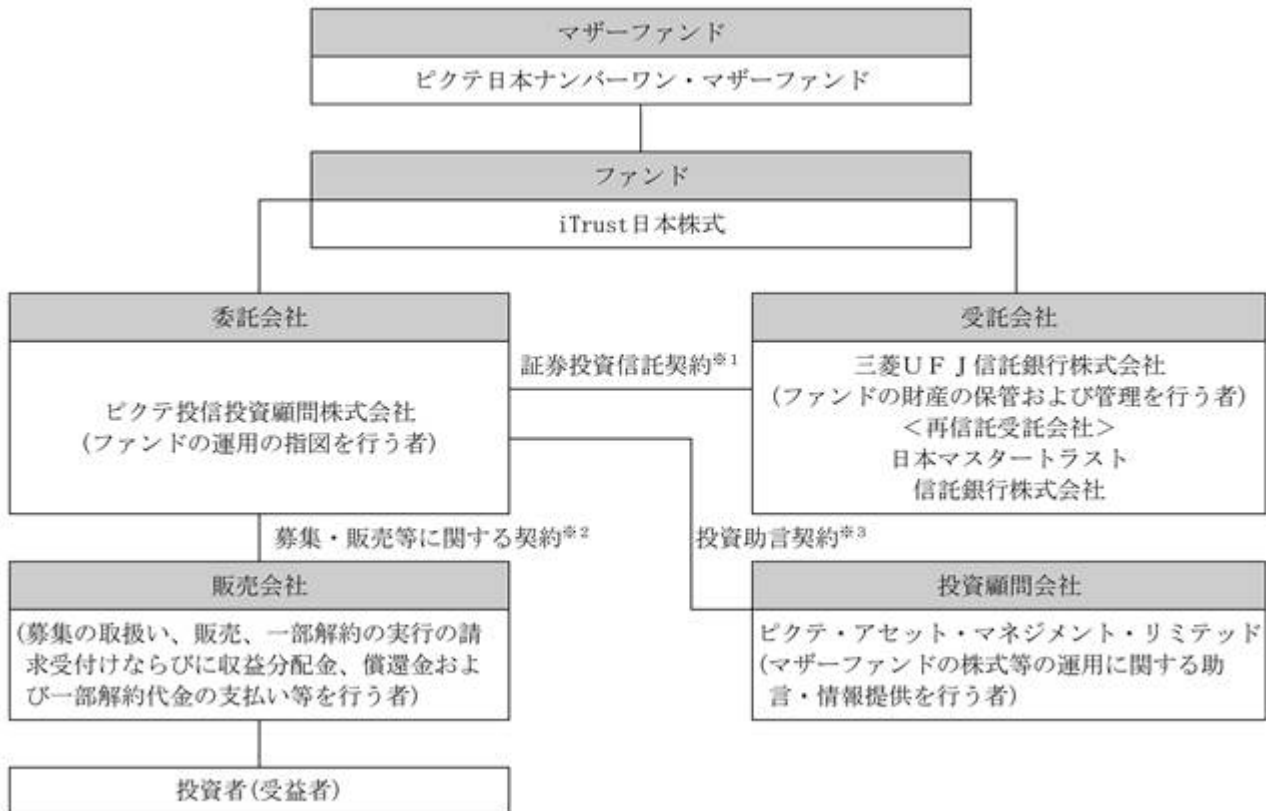 マザーファンド
ピクテ日本ナンバーワン・マザーファンド
ファンド
iTrust日本株式
委託会社
ピクテ投信投資顧問株式会社
(ファンドの運用の指図を行う者)
証券投資信託契約※1
受託会社
三菱UFJ信託銀行株式会社
(ファンドの財産の保管および管理を行う者)
<再信託受託会社>
日本マスタートラスト
信託銀行株式会社
募集・販売等に関する契約※2
投資助言契約※3
販売会社
(募集の取扱い、販売、一部解約の実行の請
求受付けならびに収益分配金、償還金およ
び一部解約代金の支払い等を行う者)
投資顧問会社
ピクテ・アセット・マネジメント・リミテッド
(マザーファンドの株式等の運用に関する助
言・情報提供を行う者)
投資者(受益者)